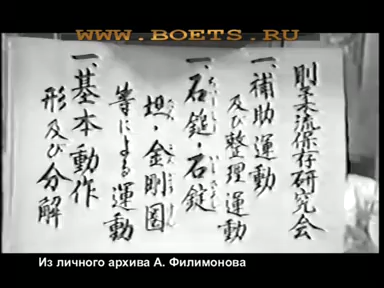 WWW.BOETS.RU
剛柔流保存研究会
一、補助運動
及び整理運動
一、石鎚・石錠
坦・金剛圏
等による運動
一、基本動作
形及び分解
Из личного архива А. Филимонова